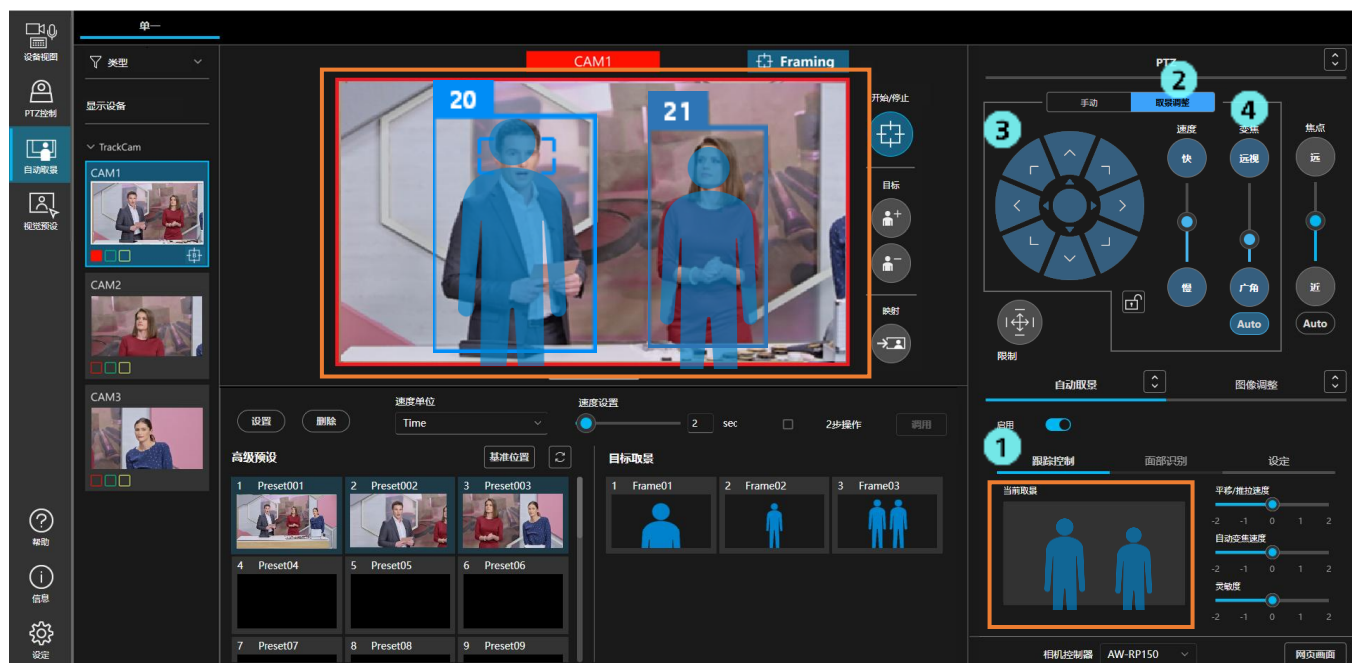 单一
设备视图
PTZ控制
自动取景
视觉预设
帮助
信息
设定
类型
显示设备
TrackCam
CAM1
CAM2
CAM3
CAM1
Framing
20
21
开始/停止
目标
映射
设置
删除
速度单位
Time
速度设置
2 sec
2步操作
调用
高级预设
基准位置
1 Preset001
2 Preset002
3 Preset003
4 Preset04
5 Preset05
6 Preset06
7 Preset07
8 Preset08
9 Preset09
目标取景
1 Frame01
2 Frame02
3 Frame03
PTZ
2
手动
取景调整
3
4
速度
变焦
焦点
快
远视
远
慢
广角
近
Auto
Auto
限制
自动取景
图像调整
启用
1
跟踪控制
面部识别
设定
当前取景
平移/推拉速度
-2 -1 0 1 2
自动变焦速度
-2 -1 0 1 2
灵敏度
-2 -1 0 1 2
相机控制器
AW-RP150
网页画面